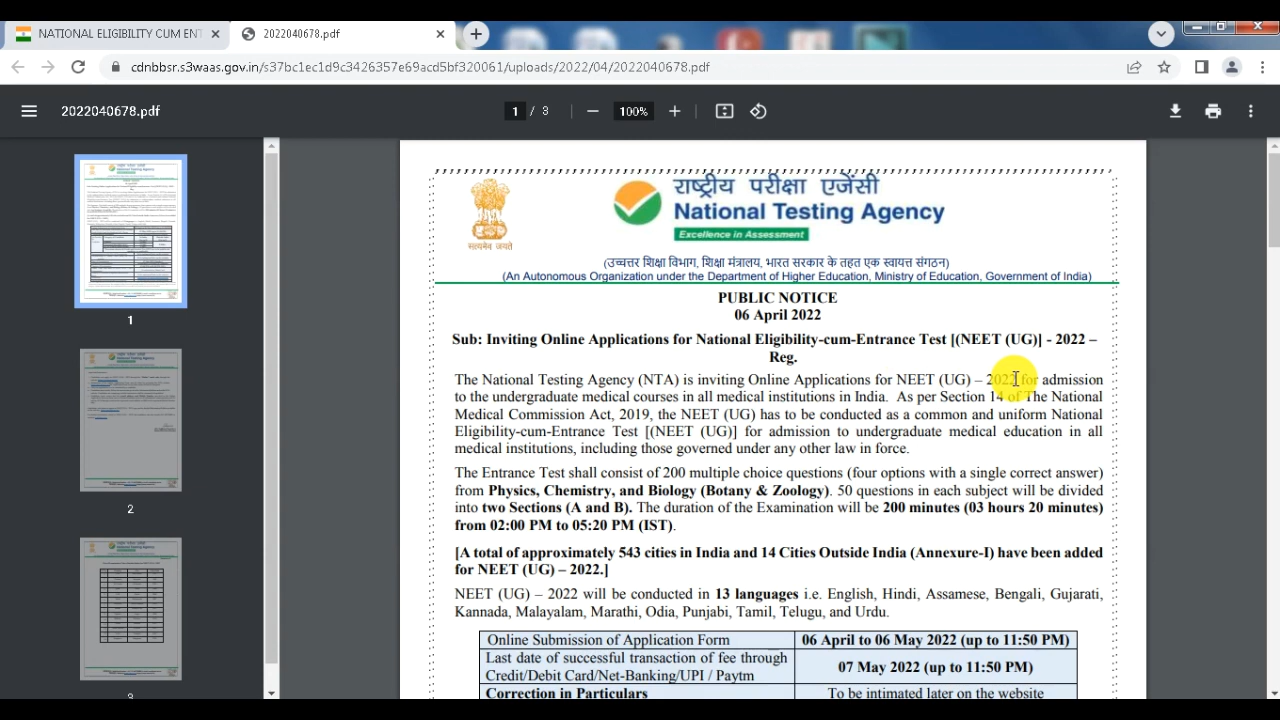 NATIONAL ELIGIBILITY CUM ENT
2022040678.pdf
cdnbbsr.s3waas.gov.in/s37bc1ec1d9c3426357e69acd5bf320061/uploads/2022/04/2022040678.pdf
2022040678.pdf
1 / 3
100%
राष्ट्रीय परीक्षा एजेंसी
National Testing Agency
Excellence in Assessment
सत्यमेव जयते
(उच्चतर शिक्षा विभाग, शिक्षा मंत्रालय, भारत सरकार के तहत एक स्वायत्त संगठन)
(An Autonomous Organization under the Department of Higher Education, Ministry of Education, Government of India)
PUBLIC NOTICE
06 April 2022
Sub: Inviting Online Applications for National Eligibility-cum-Entrance Test [(NEET (UG)] - 2022 –
Reg.
The National Testing Agency (NTA) is inviting Online Applications for NEET (UG) – 2022 for admission
to the undergraduate medical courses in all medical institutions in India. As per Section 14 of The National
Medical Commission Act, 2019, the NEET (UG) has to be conducted as a common and uniform National
Eligibility-cum-Entrance Test [(NEET (UG)] for admission to undergraduate medical education in all
medical institutions, including those governed under any other law in force.
The Entrance Test shall consist of 200 multiple choice questions (four options with a single correct answer)
from Physics, Chemistry, and Biology (Botany & Zoology). 50 questions in each subject will be divided
into two Sections (A and B). The duration of the Examination will be 200 minutes (03 hours 20 minutes)
from 02:00 PM to 05:20 PM (IST).
[A total of approximately 543 cities in India and 14 Cities Outside India (Annexure-I) have been added
for NEET (UG) – 2022.]
NEET (UG) – 2022 will be conducted in 13 languages i.e. English, Hindi, Assamese, Bengali, Gujarati,
Kannada, Malayalam, Marathi, Odia, Punjabi, Tamil, Telugu, and Urdu.
Online Submission of Application Form 06 April to 06 May 2022 (up to 11:50 PM)
Last date of successful transaction of fee through
Credit/Debit Card/Net-Banking/UPI / Paytm
07 May 2022 (up to 11:50 PM)
Correction in Particulars To be intimated later on the website
1
2
3